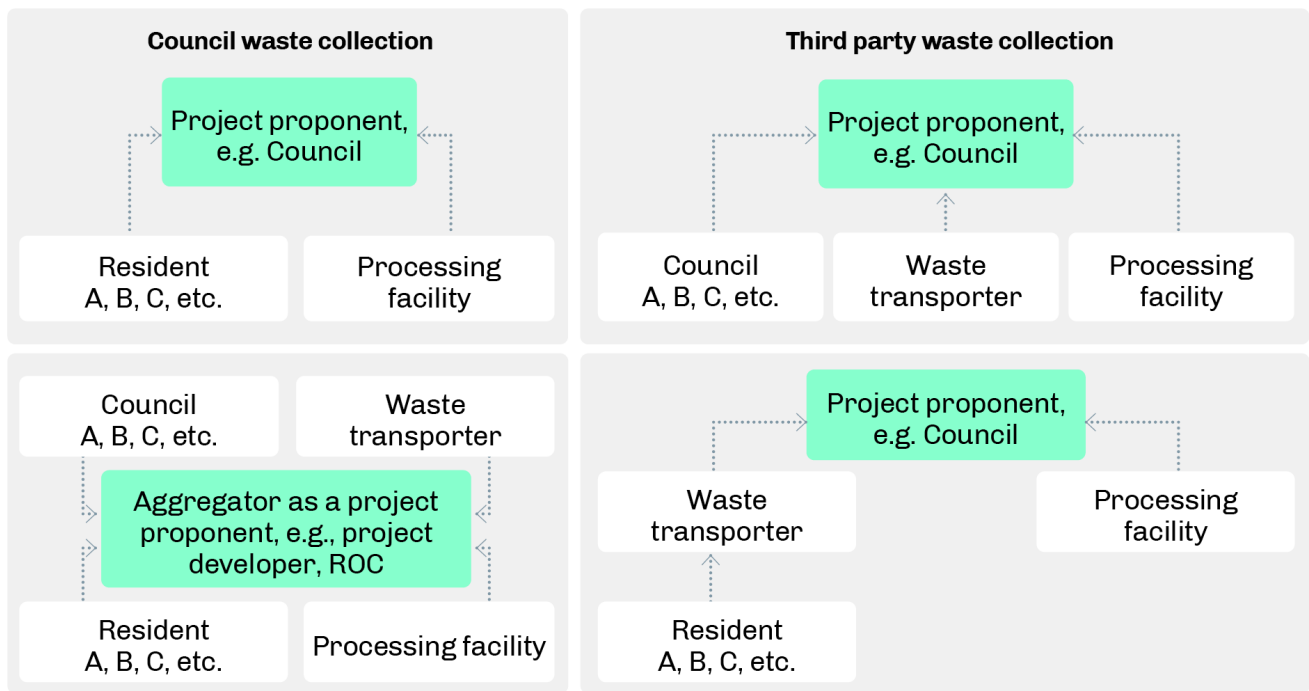 Council waste collection
Project proponent,
e.g. Council
Resident
A, B, C, etc.
Processing
facility
Third party waste collection
Project proponent,
e.g. Council
Council
A, B, C, etc.
Waste
transporter
Processing
facility
Council
A, B, C, etc.
Waste
transporter
Aggregator as a project
proponent, e.g., project
developer, ROC
Resident
A, B, C, etc.
Processing facility
Project proponent,
e.g. Council
Waste
transporter
Processing
facility
Resident
A, B, C, etc.